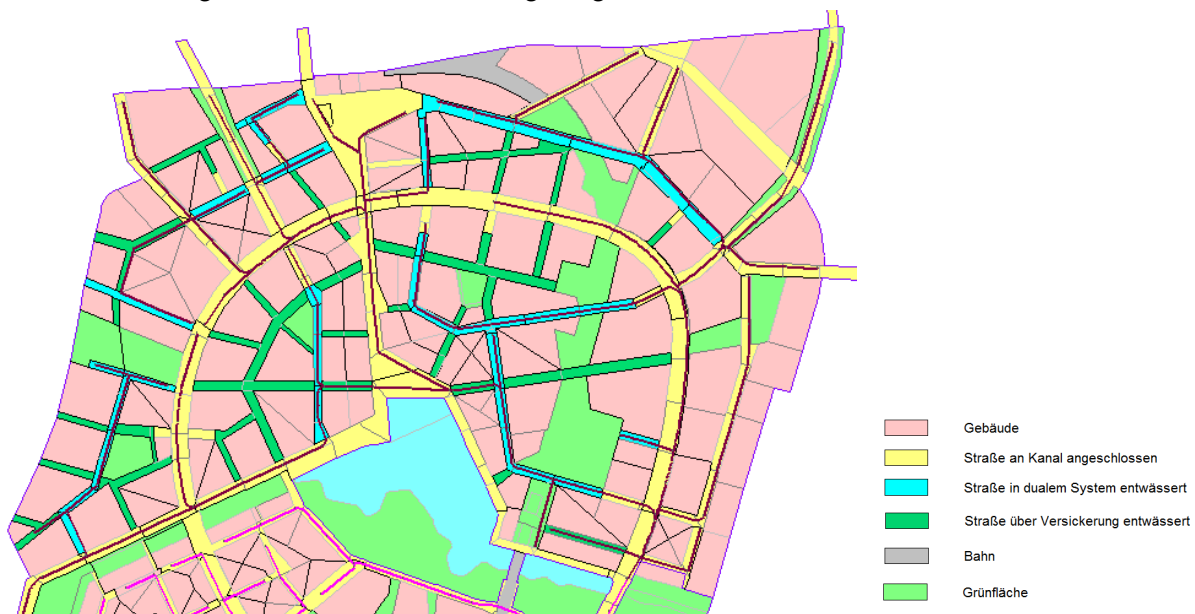 Gebäude
Straße an Kanal angeschlossen
Straße in dualem System entwässert
Straße über Versickerung entwässert
Bahn
Grünfläche